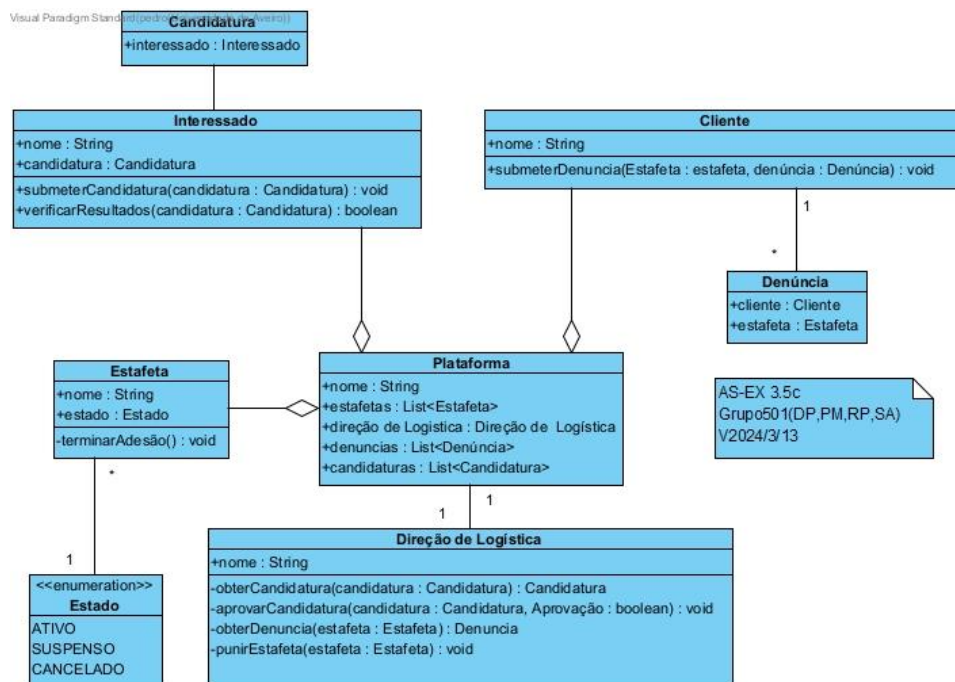 Visual Paradigm Standard(pedro
de Aveiro))
Candidatura
+interessado : Interessado
Interessado
+nome : String
+candidatura : Candidatura
+submeterCandidatura(candidatura : Candidatura) : void
+verificarResultados(candidatura : Candidatura) : boolean
Cliente
+nome : String
+submeterDenuncia(Estafeta : estafeta, denúncia : Denúncia) : void
1
*
Denúncia
+cliente : Cliente
+estafeta : Estafeta
Estafeta
+nome : String
+estado : Estado
-terminarAdesão() : void
Plataforma
+nome : String
+estafetas : List<Estafeta>
+direção de Logistica : Direção de Logística
+denuncias : List<Denúncia>
+candidaturas : List<Candidatura>
AS-EX 3.5c
Grupo501(DP,PM,RP,SA)
V2024/3/13
*
1
1
1
<<enumeration>>
Estado
ATIVO
SUSPENSO
CANCELADO
Direção de Logística
+nome : String
-obterCandidatura(candidatura : Candidatura) : Candidatura
-aprovarCandidatura(candidatura : Candidatura, Aprovação : boolean) : void
-obterDenuncia(estafeta : Estafeta) : Denuncia
-punirEstafeta(estafeta : Estafeta) : void